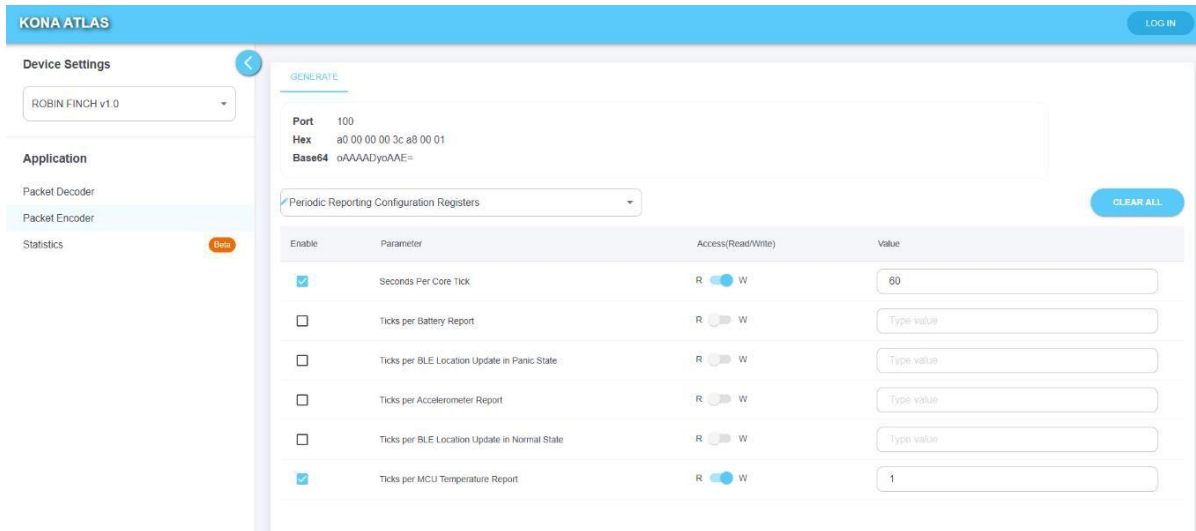 KONA ATLAS
LOG IN
Device Settings
ROBIN FINCH v1.0
Application
Packet Decoder
Packet Encoder
Statistics Beta
GENERATE
Port 100
Hex a0 00 00 00 3c a8 00 01
Base64 oAAAADyoAAE=
Periodic Reporting Configuration Registers
CLEAR ALL
Enable Parameter Access(Read/Write) Value
Seconds Per Core Tick R W 60
Ticks per Battery Report R W Type value
Ticks per BLE Location Update in Panic State R W Type value
Ticks per Accelerometer Report R W Type value
Ticks per BLE Location Update in Normal State R W Type value
Ticks per MCU Temperature Report R W 1